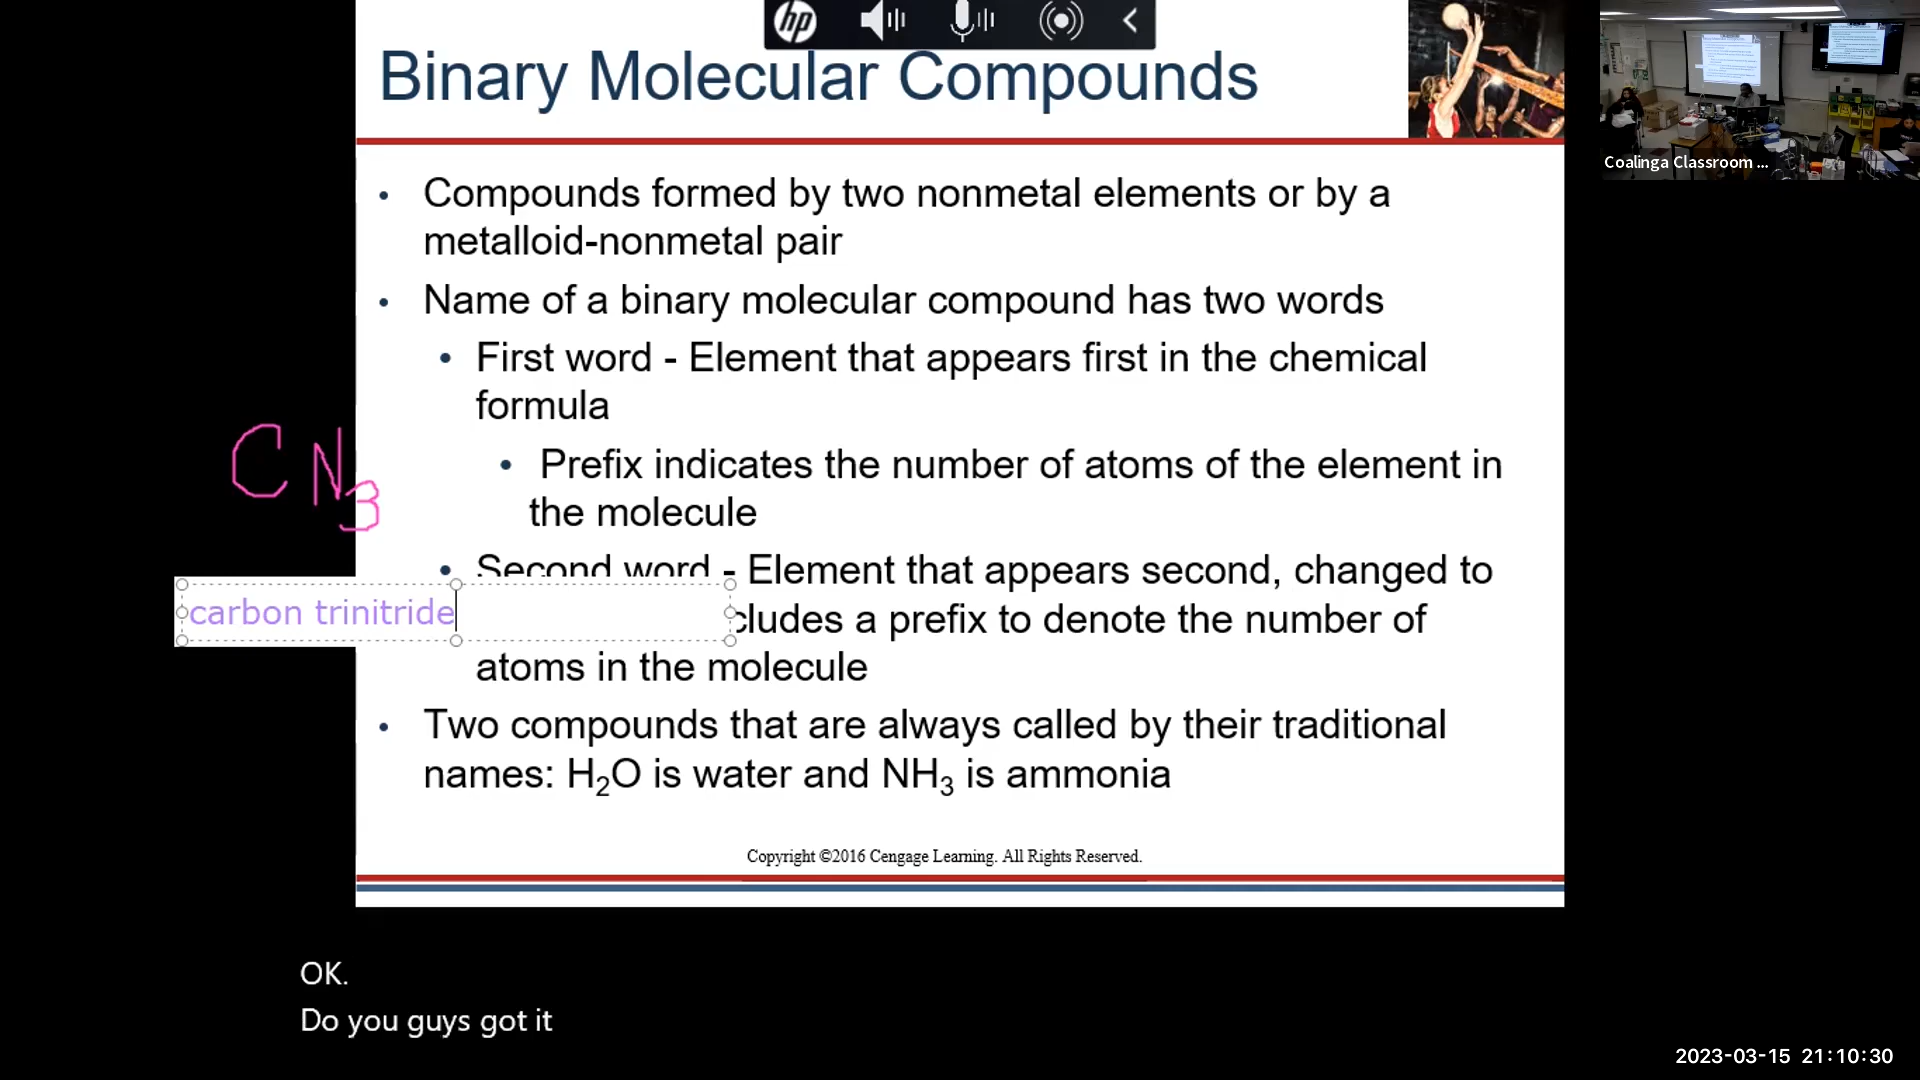 hp
Binary Molecular Compounds
Coalinga Classroom ...
• Compounds formed by two nonmetal elements or by a
metalloid-nonmetal pair
• Name of a binary molecular compound has two words
• First word - Element that appears first in the chemical
formula
CN3
• Prefix indicates the number of atoms of the element in
the molecule
• Second word - Element that appears second, changed to
carbon trinitride
cludes a prefix to denote the number of
atoms in the molecule
• Two compounds that are always called by their traditional
names: H₂O is water and NH₃ is ammonia
Copyright ©2016 Cengage Learning. All Rights Reserved.
OK.
Do you guys got it
2023-03-15 21:10:30